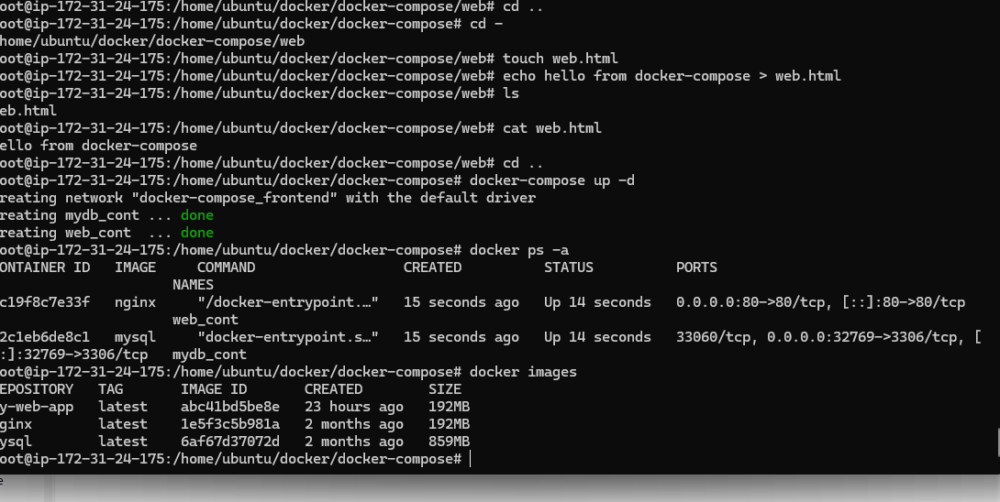 oot@ip-172-31-24-175:/home/ubuntu/docker/docker-compose/web# cd ..
oot@ip-172-31-24-175:/home/ubuntu/docker/docker-compose# cd -
home/ubuntu/docker/docker-compose/web
oot@ip-172-31-24-175:/home/ubuntu/docker/docker-compose/web# touch web.html
oot@ip-172-31-24-175:/home/ubuntu/docker/docker-compose/web# echo hello from docker-compose > web.html
oot@ip-172-31-24-175:/home/ubuntu/docker/docker-compose/web# ls
eb.html
oot@ip-172-31-24-175:/home/ubuntu/docker/docker-compose/web# cat web.html
ello from docker-compose
oot@ip-172-31-24-175:/home/ubuntu/docker/docker-compose/web# cd ..
oot@ip-172-31-24-175:/home/ubuntu/docker/docker-compose# docker-compose up -d
reating network "docker-compose_frontend" with the default driver
reating mydb_cont ... done
reating web_cont  ... done
oot@ip-172-31-24-175:/home/ubuntu/docker/docker-compose# docker ps -a
ONTAINER ID   IMAGE     COMMAND                  CREATED          STATUS          PORTS
NAMES
c19f8c7e33f   nginx     "/docker-entrypoint.…"   15 seconds ago   Up 14 seconds   0.0.0.0:80->80/tcp, [::]:80->80/tcp
web_cont
2c1eb6de8c1   mysql     "docker-entrypoint.s…"   15 seconds ago   Up 14 seconds   33060/tcp, 0.0.0.0:32769->3306/tcp, [
:]:32769->3306/tcp   mydb_cont
oot@ip-172-31-24-175:/home/ubuntu/docker/docker-compose# docker images
EPOSITORY   TAG       IMAGE ID       CREATED        SIZE
y-web-app   latest    abc41bd5be8e   23 hours ago   192MB
ginx        latest    1e5f3c5b981a   2 months ago   192MB
ysql        latest    6af67d37072d   2 months ago   859MB
oot@ip-172-31-24-175:/home/ubuntu/docker/docker-compose#
e